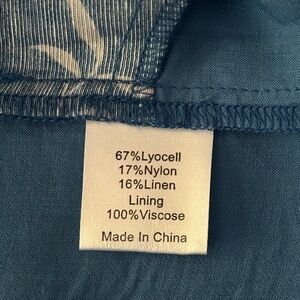 67%Lyocell
17%Nylon
16%Linen
Lining
100%Viscose
Made In China